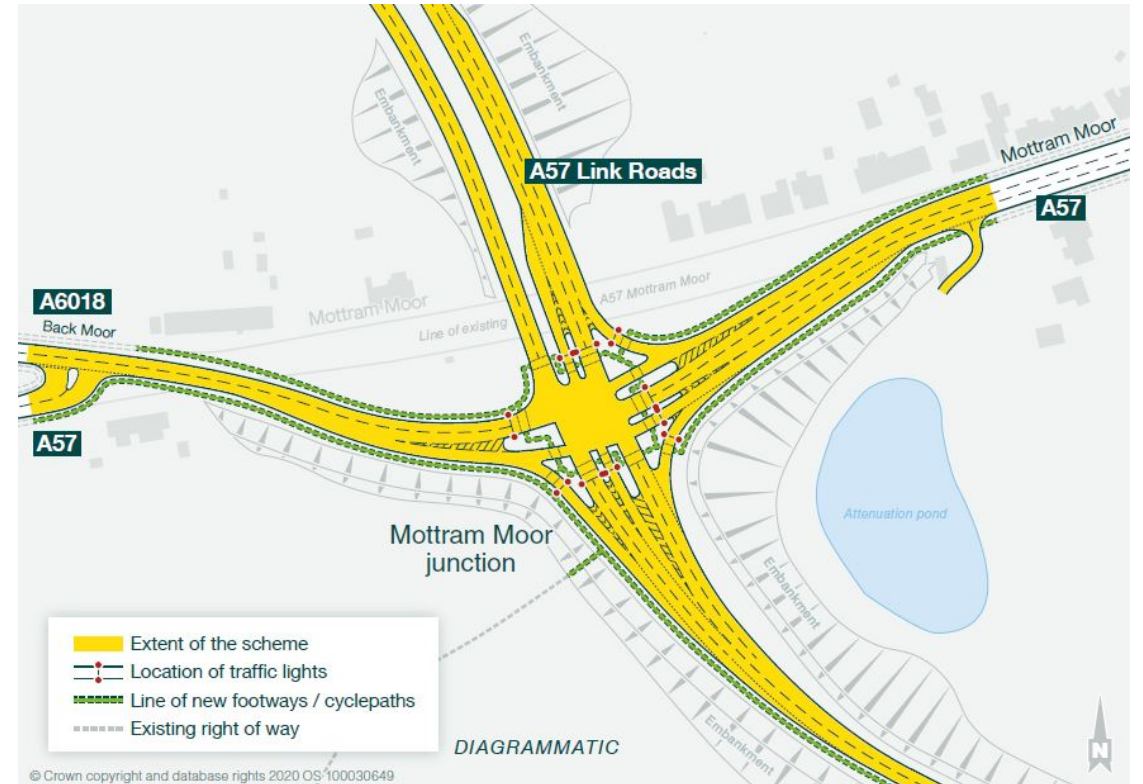 Embankment
Embankment
A57 Link Roads
Mottram Moor
A57
A6018
Back Moor
Mottram Moor
A57 Mottram Moor
Line of existing
A57
Attenuation pond
Mottram Moor
junction
Embankment
Embankment
Extent of the scheme
Location of traffic lights
Line of new footways / cyclepaths
Existing right of way
DIAGRAMMATIC
N
© Crown copyright and database rights 2020 OS 100030649